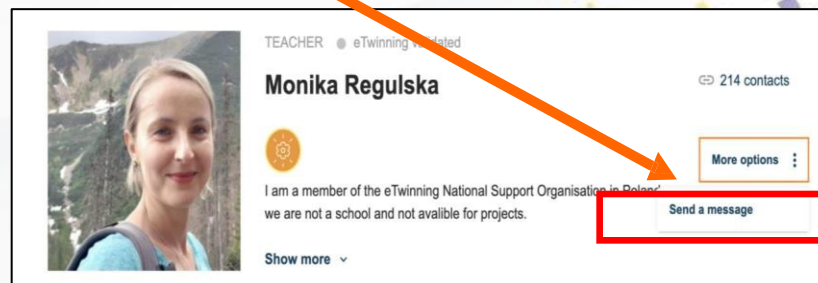 TEACHER eTwinning validated
Monika Regulska
214 contacts
More options
I am a member of the eTwinning National Support Organisation in Poland
we are not a school and not avalible for projects.
Send a message
Show more